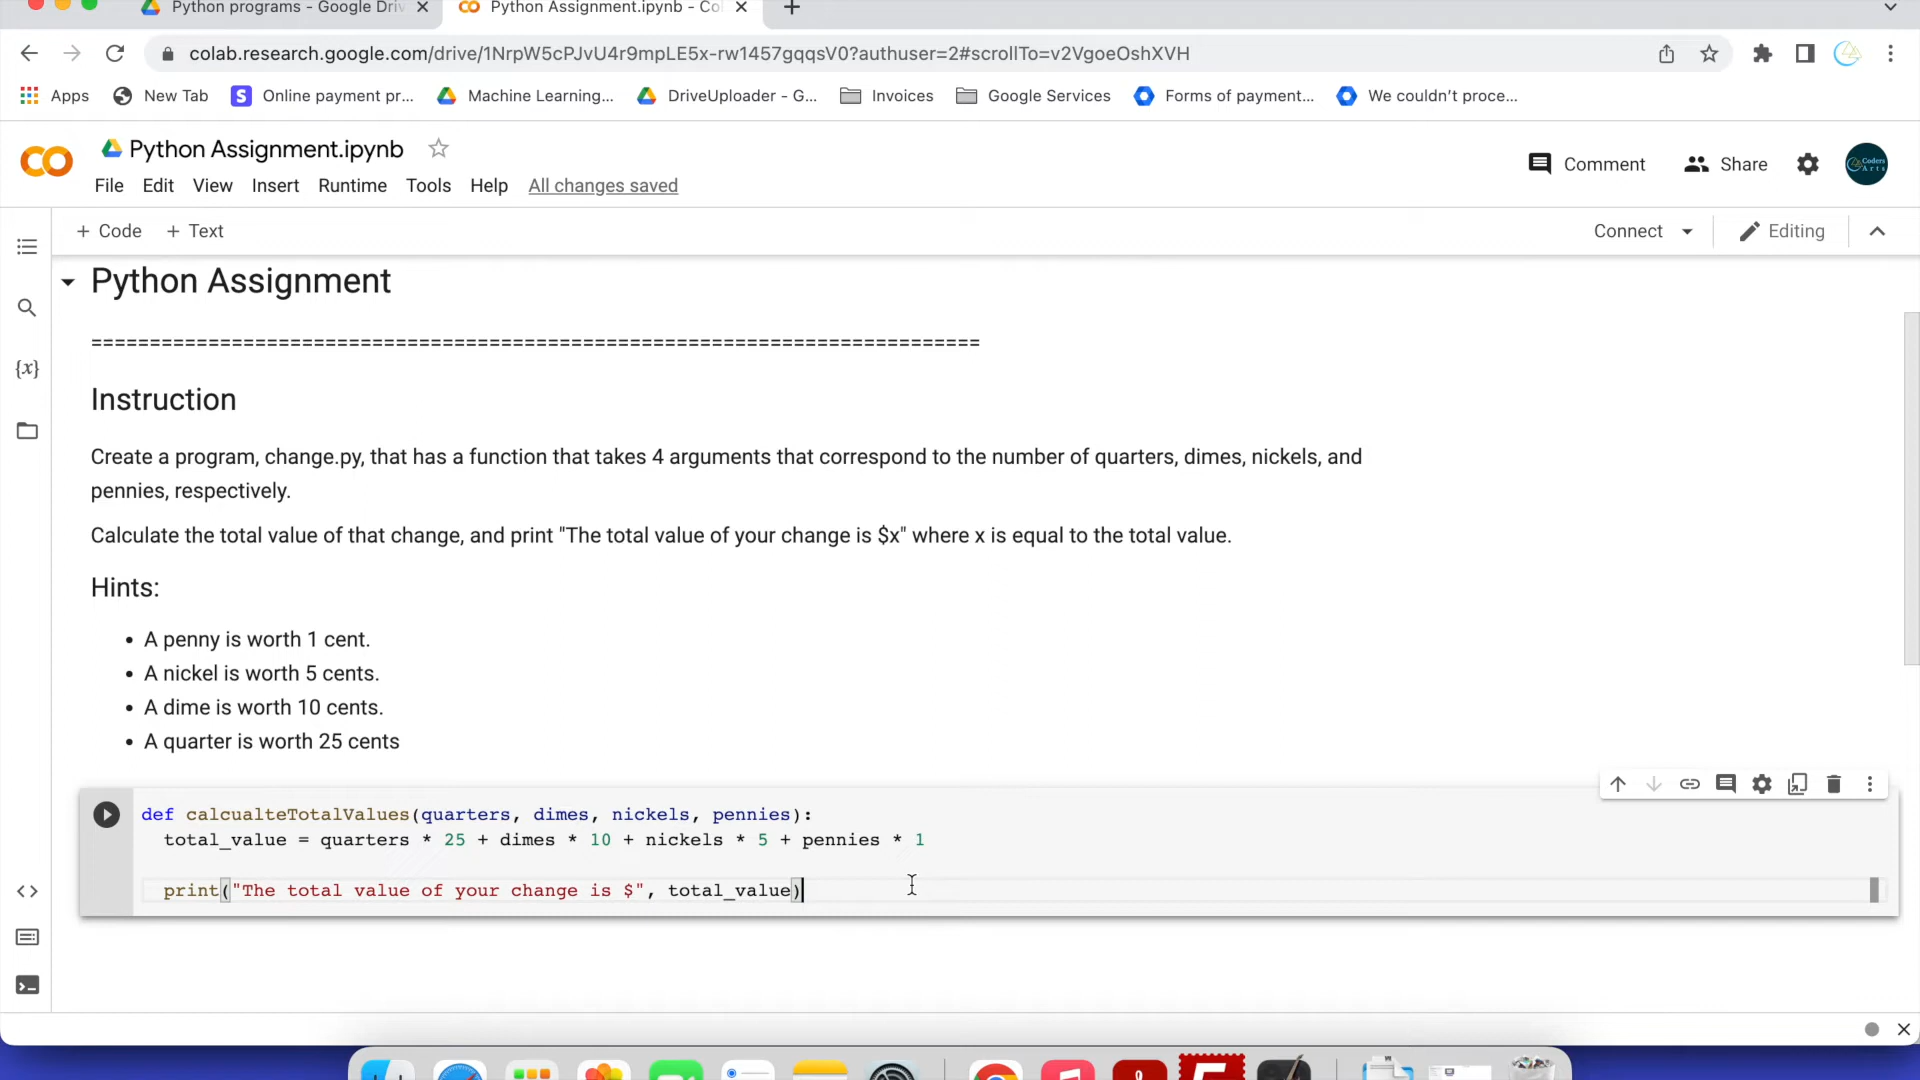 Python programs - Google Driv
Python Assignment.ipynb - Co
colab.research.google.com/drive/1NrpW5cPJvU4r9mpLE5x-rw1457gqqsV0?authuser=2#scrollTo=v2VgoeOshXVH
Apps New Tab Online payment pr... Machine Learning... DriveUploader - G... Invoices Google Services Forms of payment... We couldn't proce...
Python Assignment.ipynb
Comment Share
Coders Arts
File Edit View Insert Runtime Tools Help All changes saved
+ Code + Text Connect Editing
Python Assignment
============================================================================
Instruction
Create a program, change.py, that has a function that takes 4 arguments that correspond to the number of quarters, dimes, nickels, and
pennies, respectively.
Calculate the total value of that change, and print "The total value of your change is $x" where x is equal to the total value.
Hints:
• A penny is worth 1 cent.
• A nickel is worth 5 cents.
• A dime is worth 10 cents.
• A quarter is worth 25 cents
def calcualteTotalValues(quarters, dimes, nickels, pennies):
total_value = quarters * 25 + dimes * 10 + nickels * 5 + pennies * 1
print("The total value of your change is $", total_value)